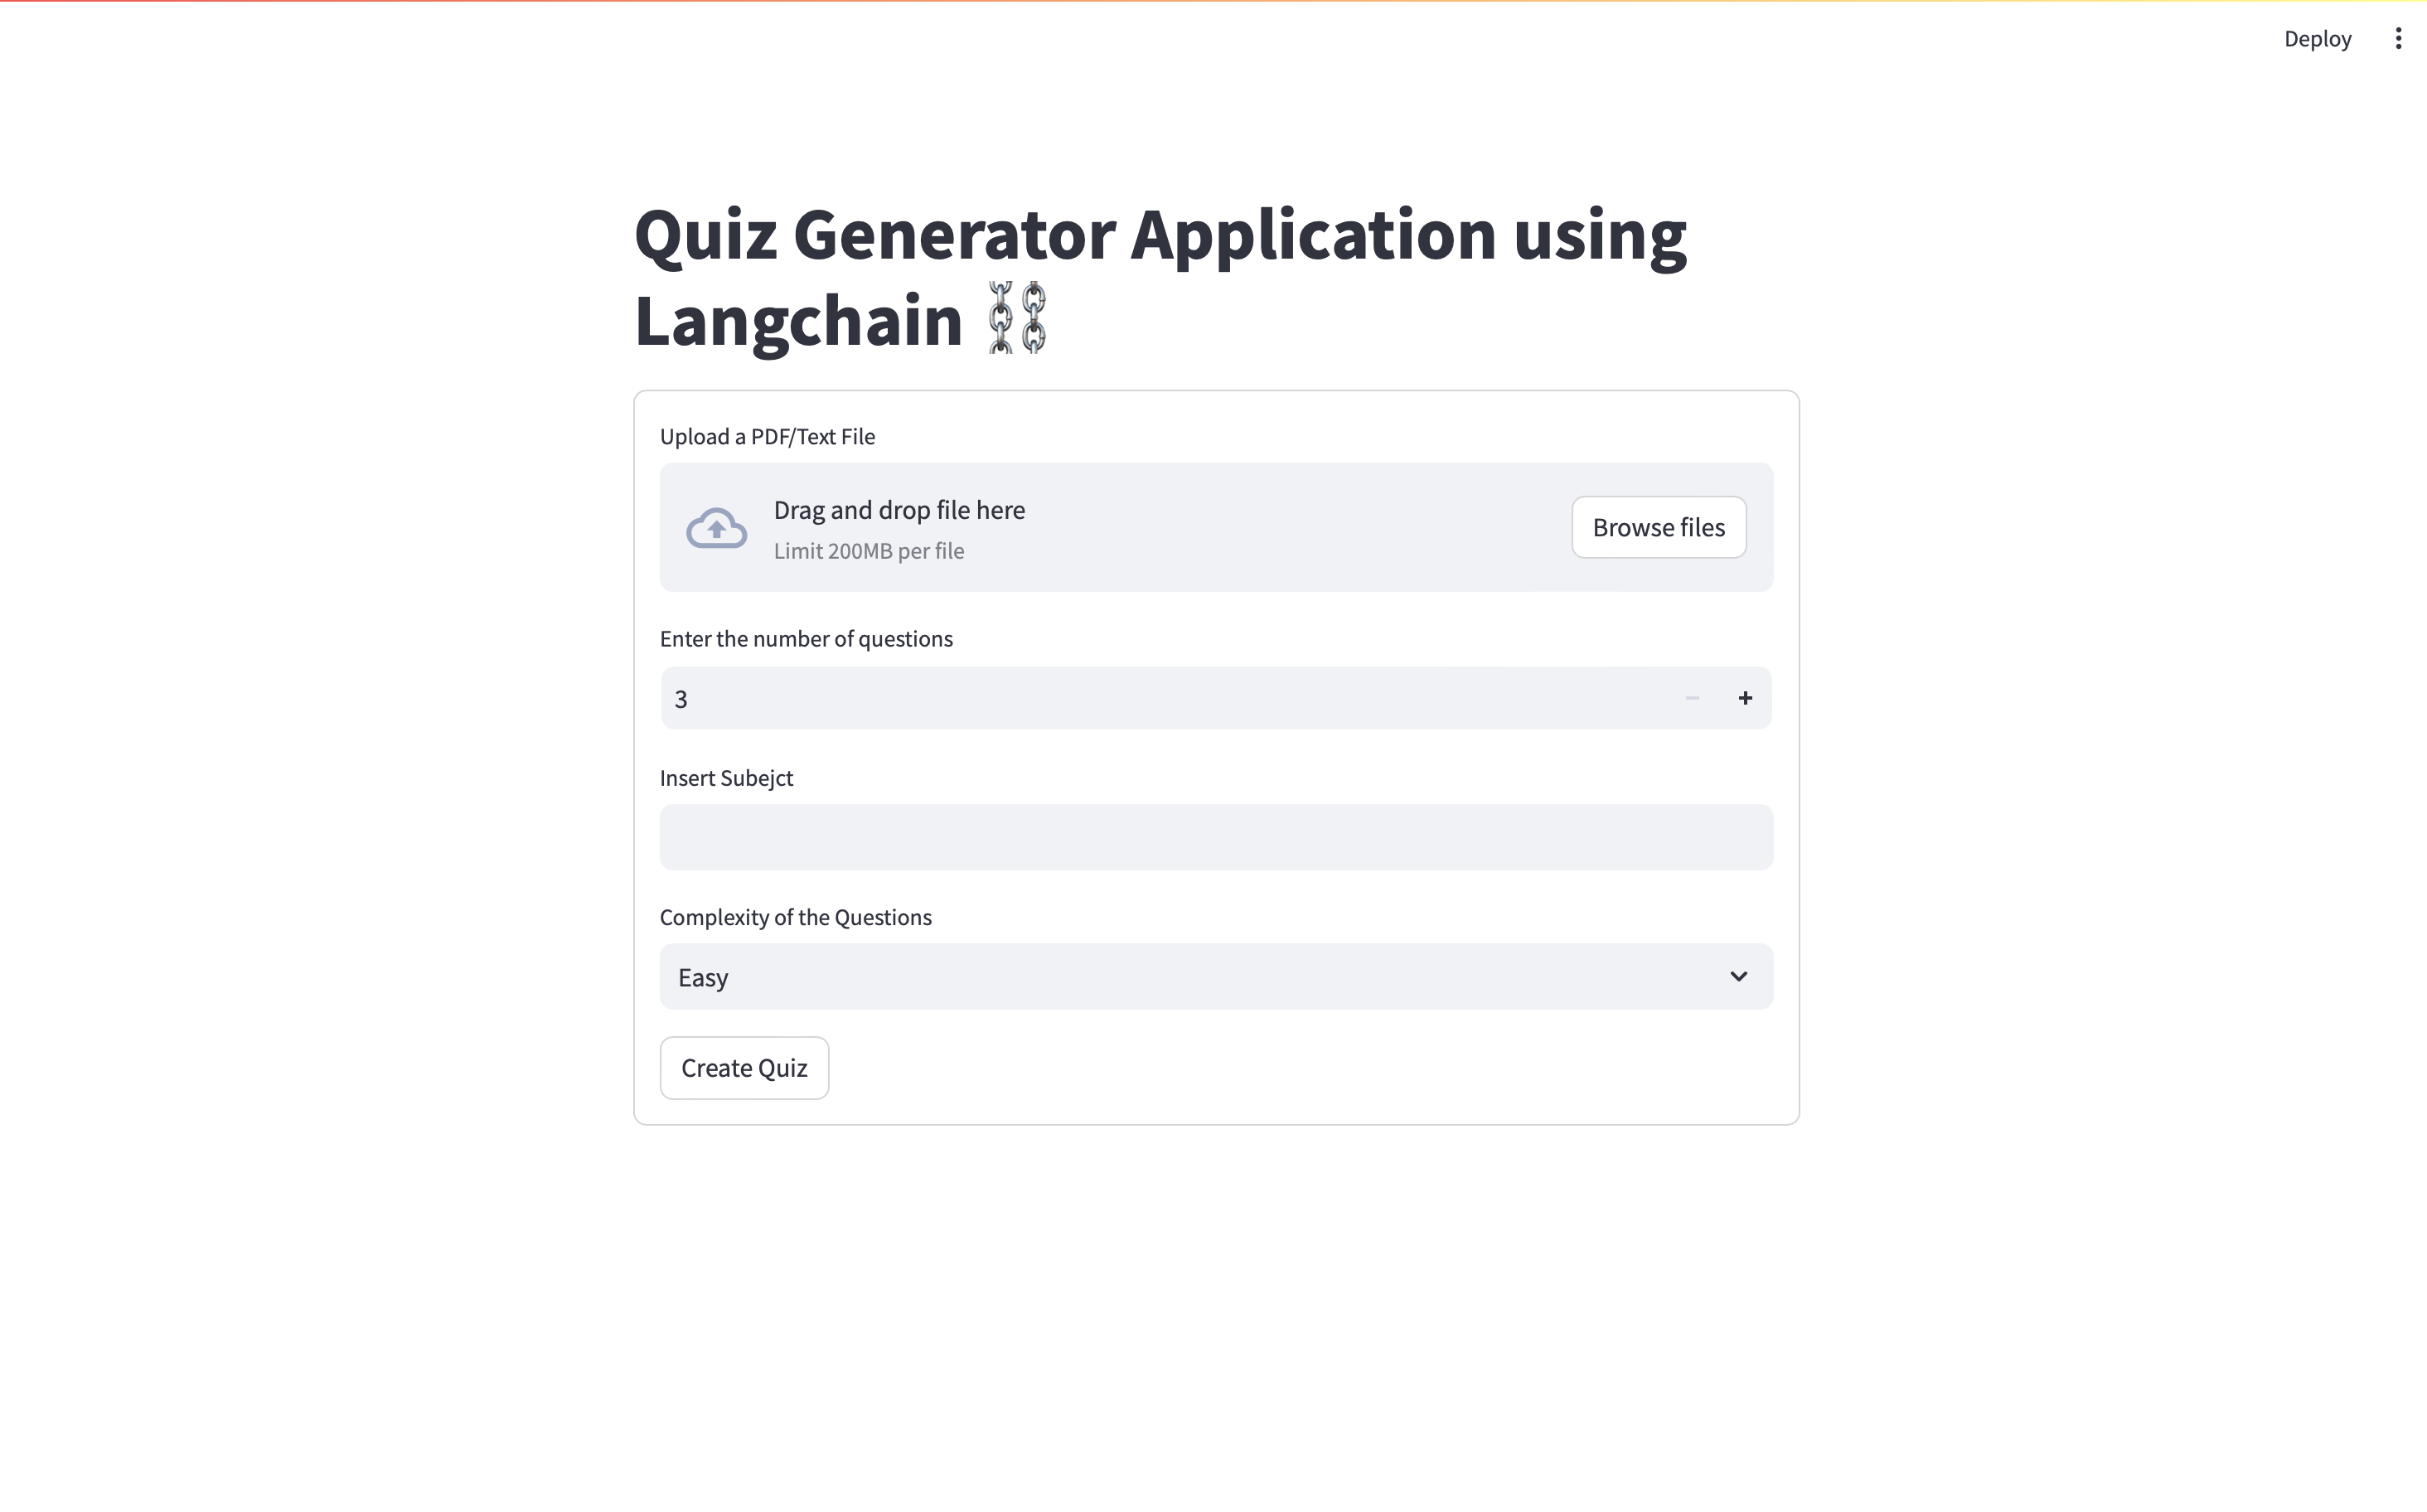 Deploy
Quiz Generator Application using
Langchain ⛓️
Upload a PDF/Text File
Drag and drop file here
Limit 200MB per file
Browse files
Enter the number of questions
3
Insert Subejct
Complexity of the Questions
Easy
Create Quiz